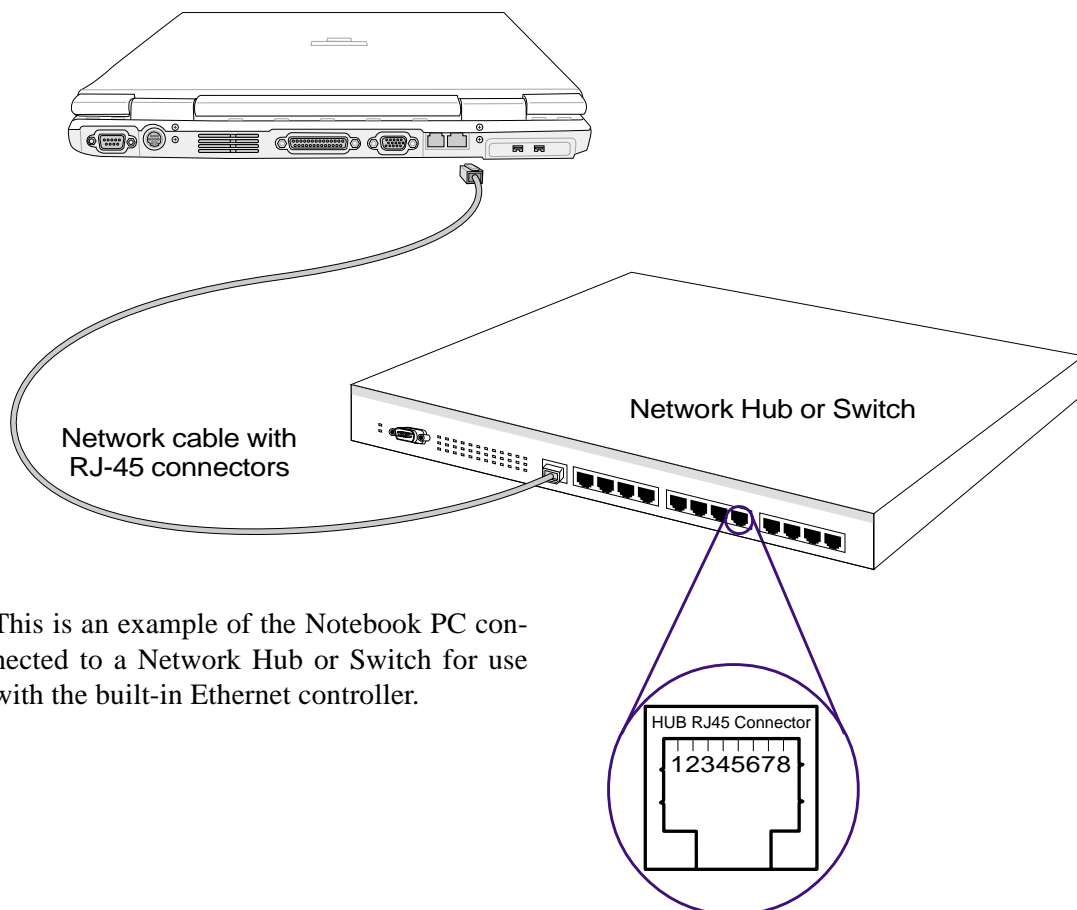 Network Hub or Switch
Network cable with
RJ-45 connectors
This is an example of the Notebook PC con-
nected to a Network Hub or Switch for use
with the built-in Ethernet controller.
HUB RJ45 Connector
12345678